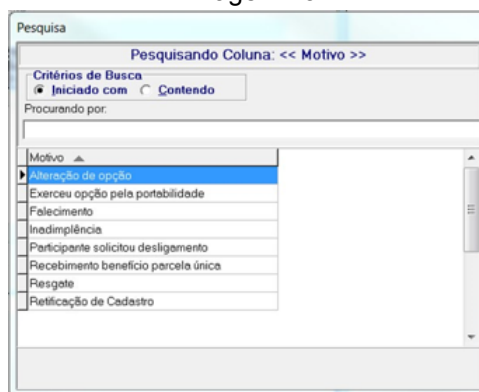 Pesquisa
Pesquisando Coluna: << Motivo >>
Critérios de Busca
Iniciado com Contendo
Procurando por:
Motivo
Alteração de opção
Exerceu opção pela portabilidade
Falecimento
Inadimplência
Participante solicitou desligamento
Recebimento benefício parcela única
Resgate
Retificação de Cadastro